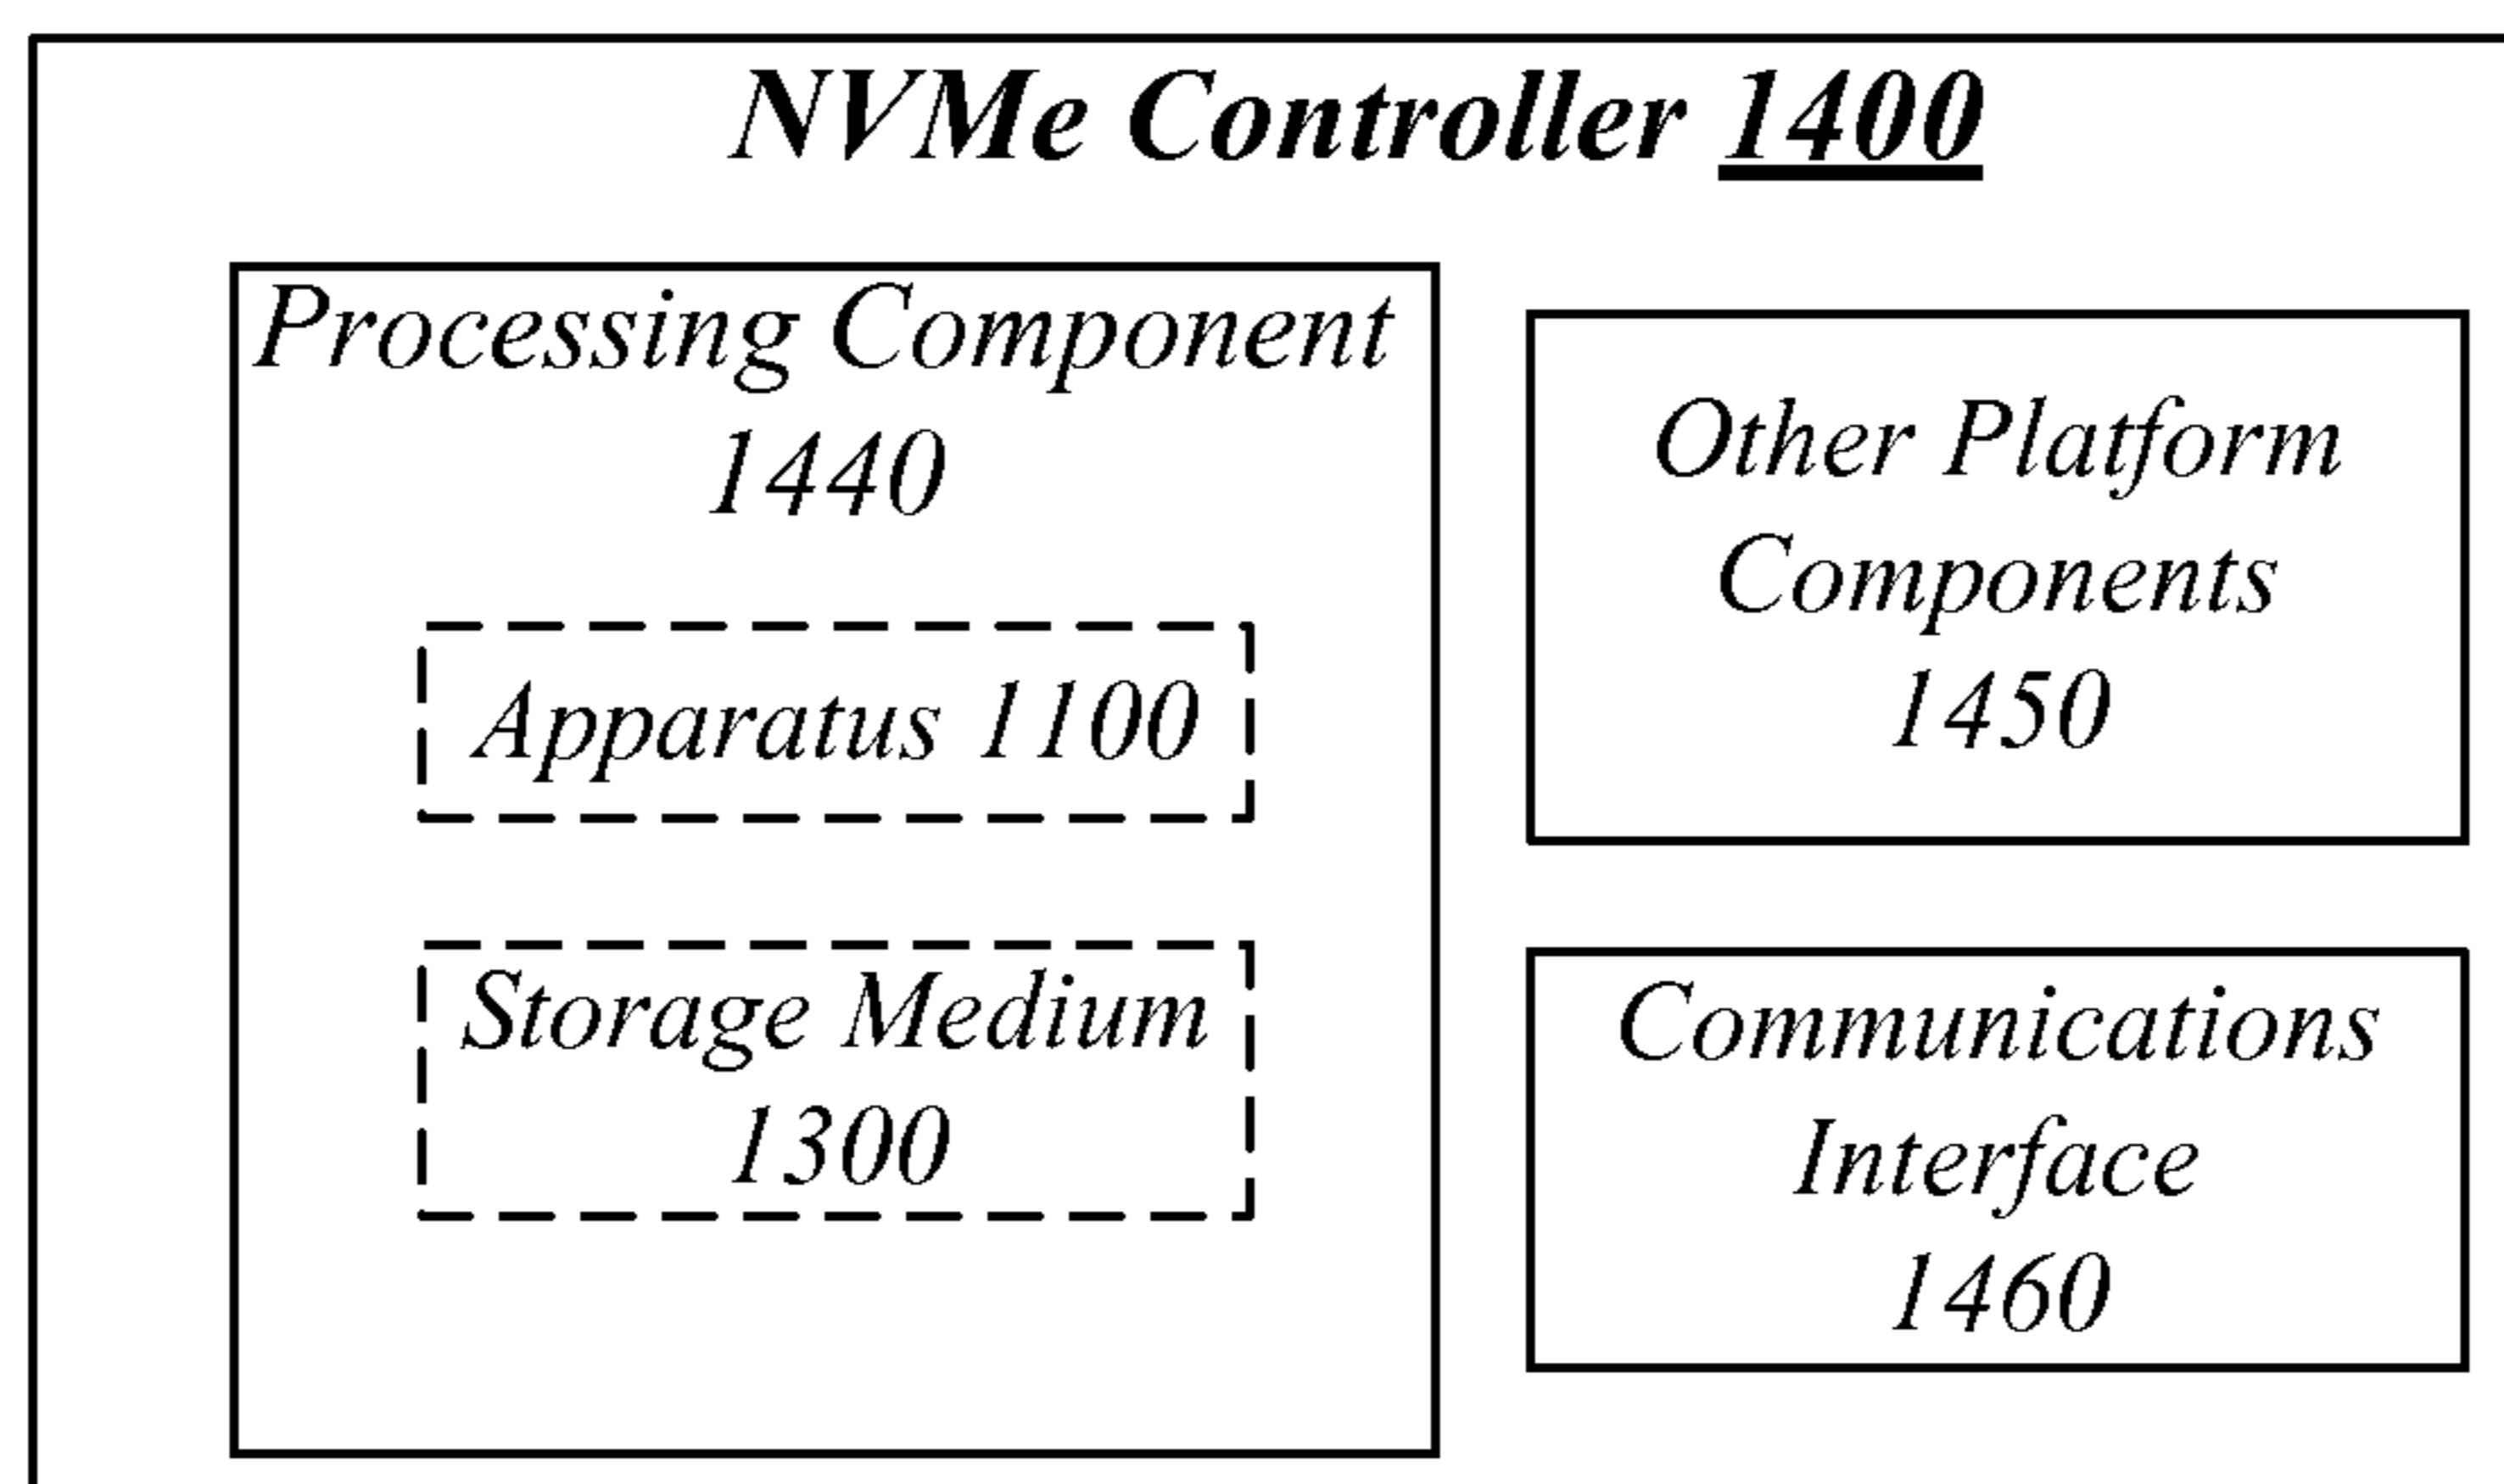 NVMe Controller 1400
Processing Component
1440
Apparatus 1100
Storage Medium
1300
Other Platform
Components
1450
Communications
Interface
1460